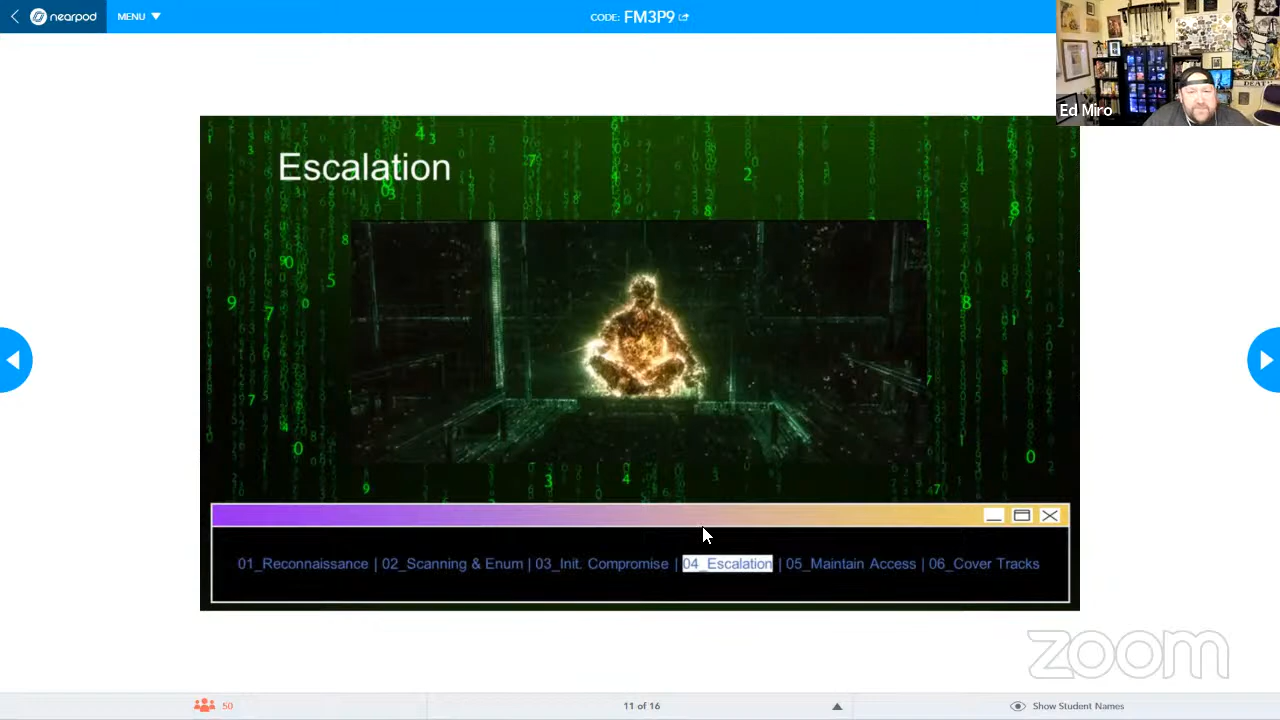 nearpod
MENU
CODE: FM3P9
Ed Miro
Escalation
01_Reconnaissance | 02_Scanning & Enum | 03_Init. Compromise | 04_Escalation | 05_Maintain Access | 06_Cover Tracks
zoom
50
11 of 16
Show Student Names